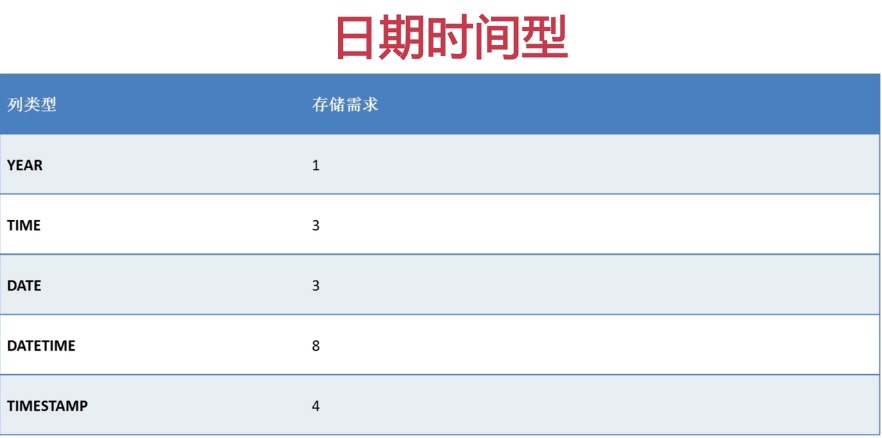 日期时间型
列类型 存储需求
YEAR 1
TIME 3
DATE 3
DATETIME 8
TIMESTAMP 4